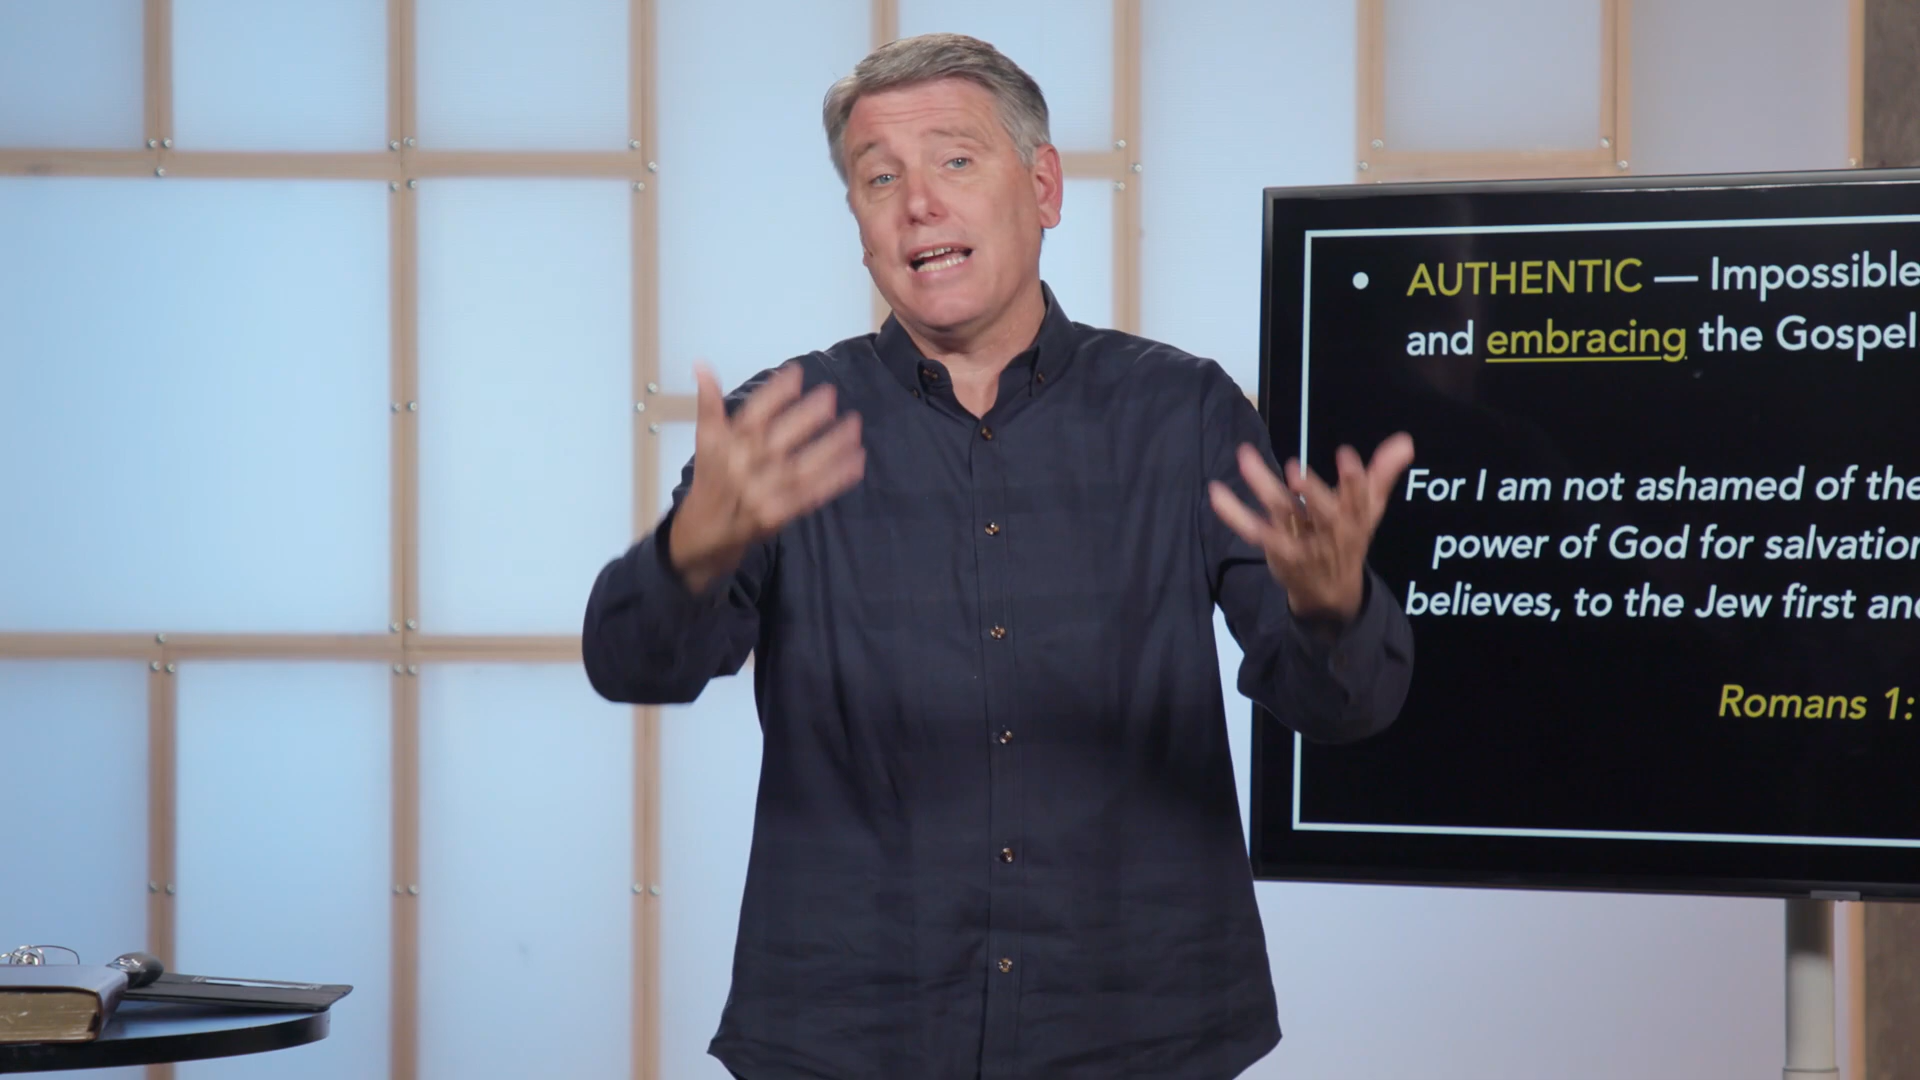 • AUTHENTIC — Impossible
and embracing the Gospel
For I am not ashamed of the
power of God for salvation
believes, to the Jew first and
Romans 1: